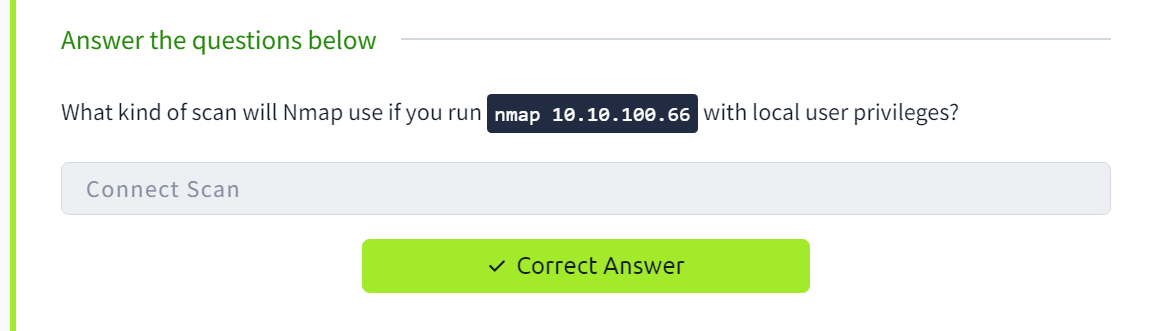 Answer the questions below
What kind of scan will Nmap use if you run nmap 10.10.100.66 with local user privileges?
Connect Scan
✓ Correct Answer